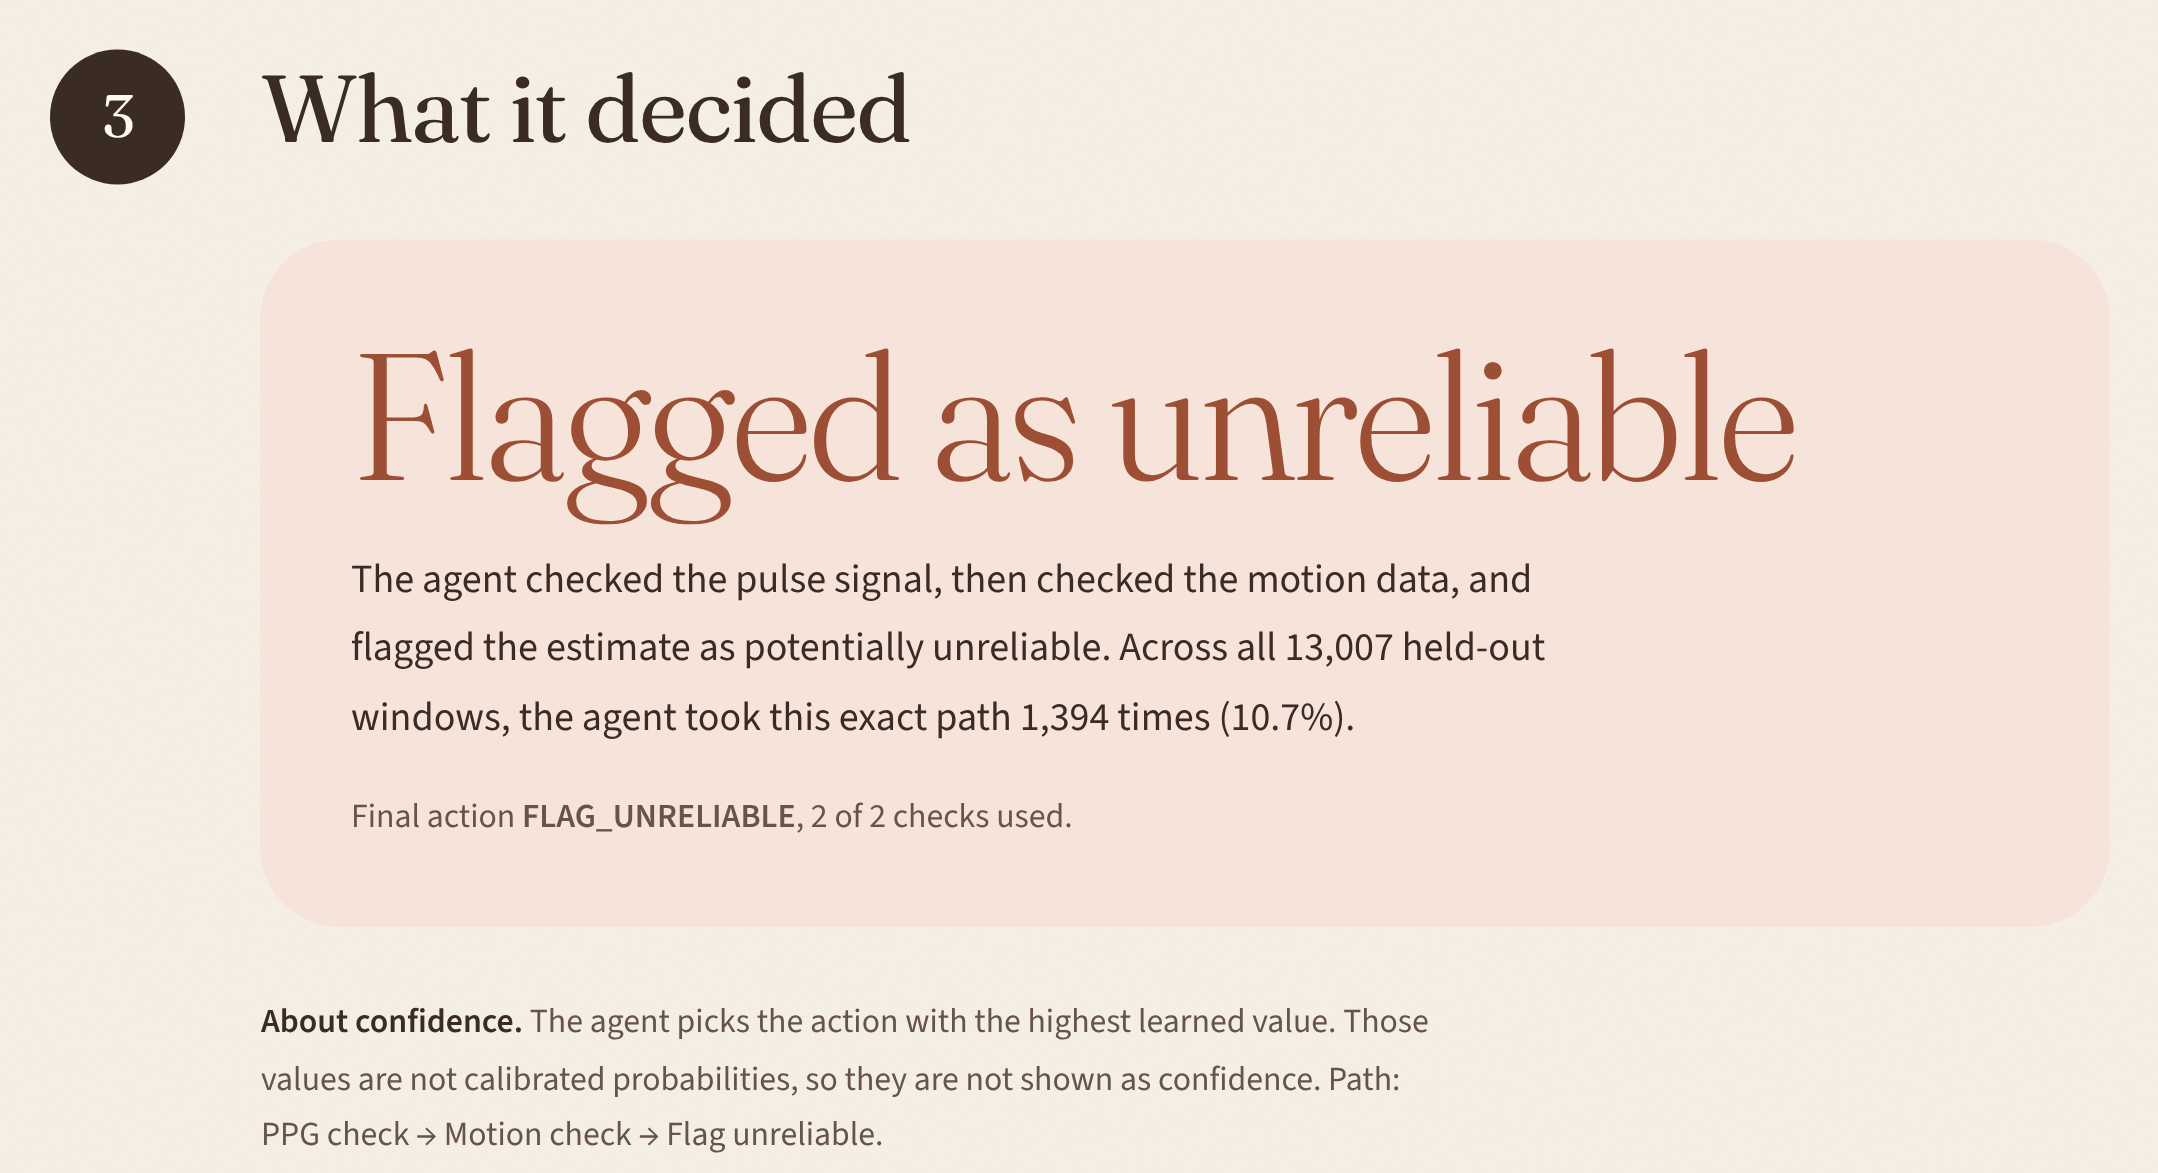 3
What it decided
Flagged as unreliable
The agent checked the pulse signal, then checked the motion data, and
flagged the estimate as potentially unreliable. Across all 13,007 held-out
windows, the agent took this exact path 1,394 times (10.7%).
Final action FLAG_UNRELIABLE, 2 of 2 checks used.
About confidence. The agent picks the action with the highest learned value. Those
values are not calibrated probabilities, so they are not shown as confidence. Path:
PPG check → Motion check → Flag unreliable.